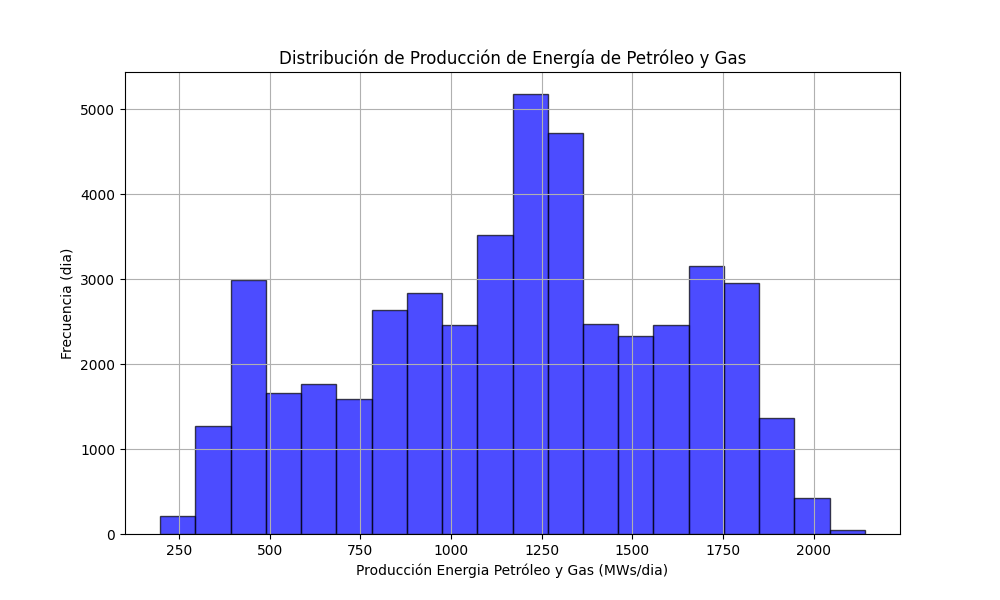 Distribución de Producción de Energía de Petróleo y Gas
Frecuencia (dia)
5000
4000
3000
2000
1000
0
250 500 750 1000 1250 1500 1750 2000
Producción Energia Petróleo y Gas (MWs/dia)